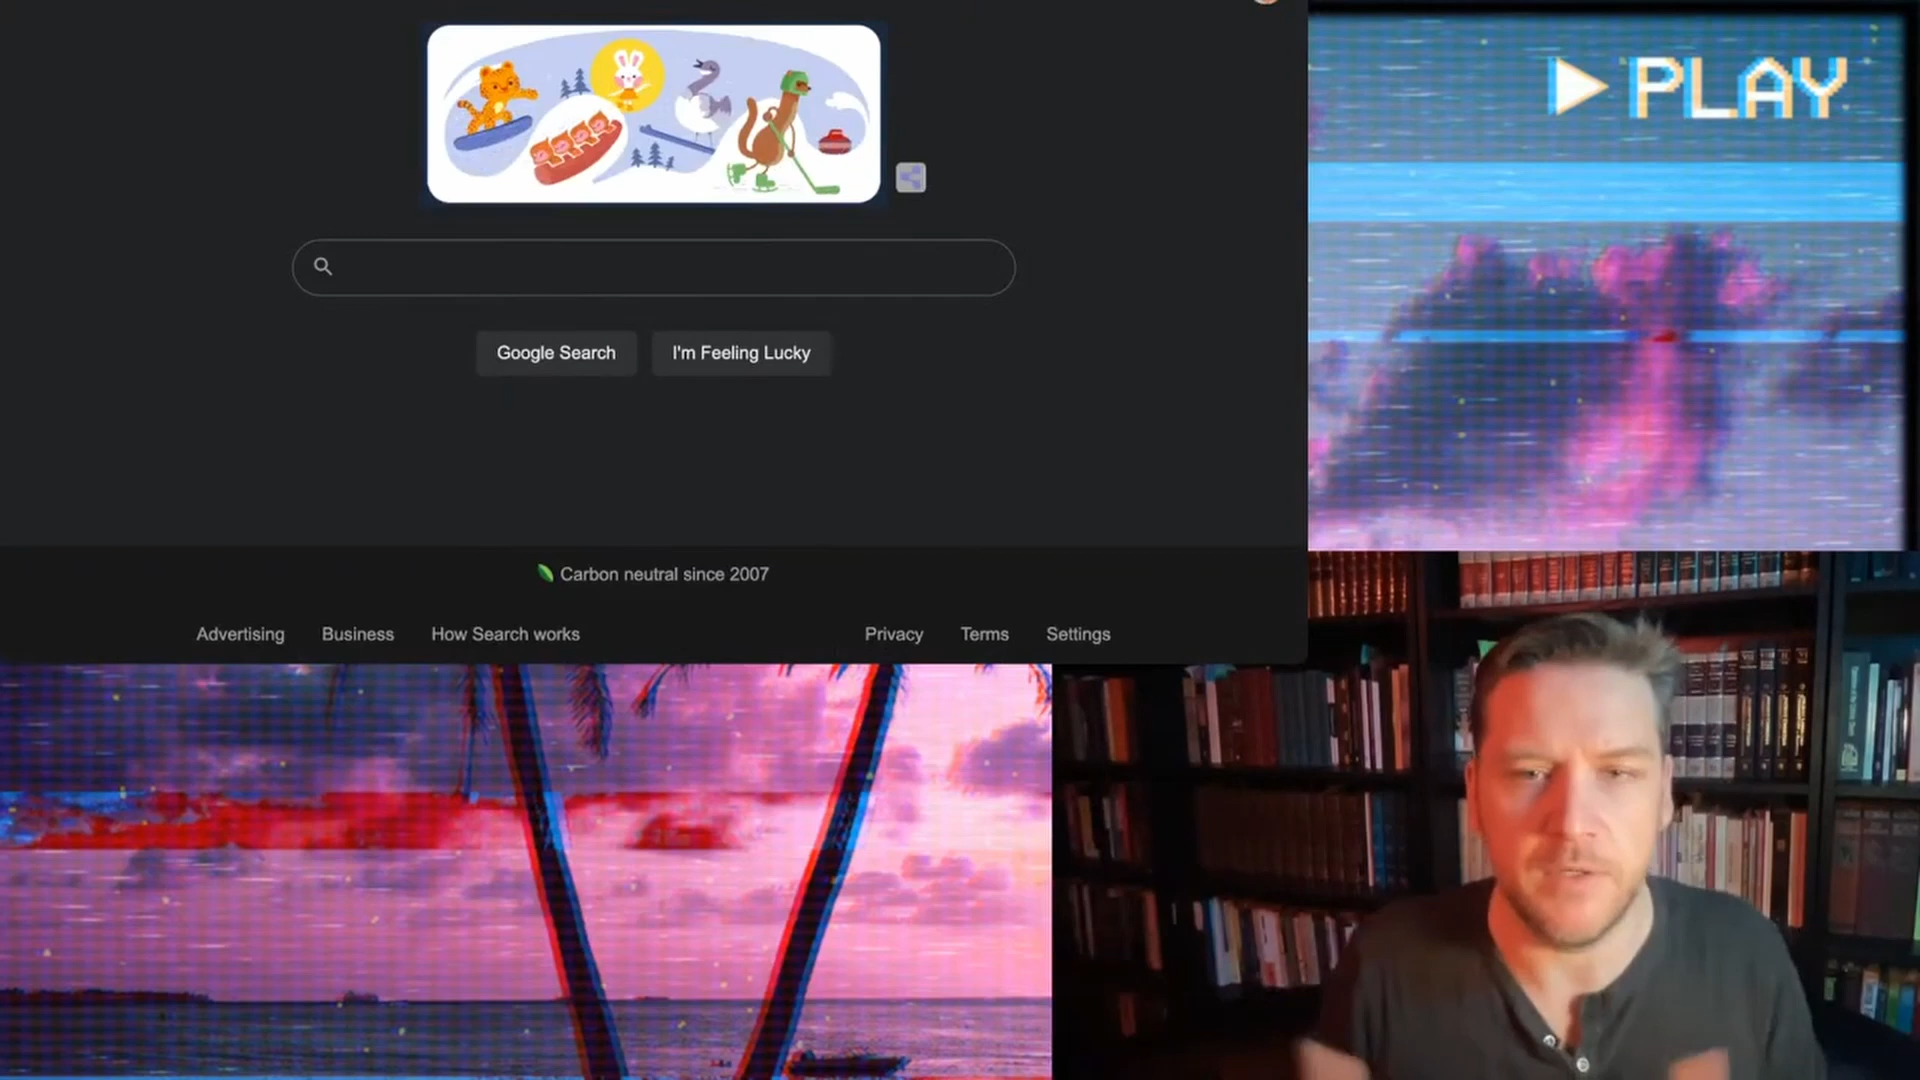 PLAY
Google Search
I'm Feeling Lucky
Carbon neutral since 2007
Advertising
Business
How Search works
Privacy
Terms
Settings